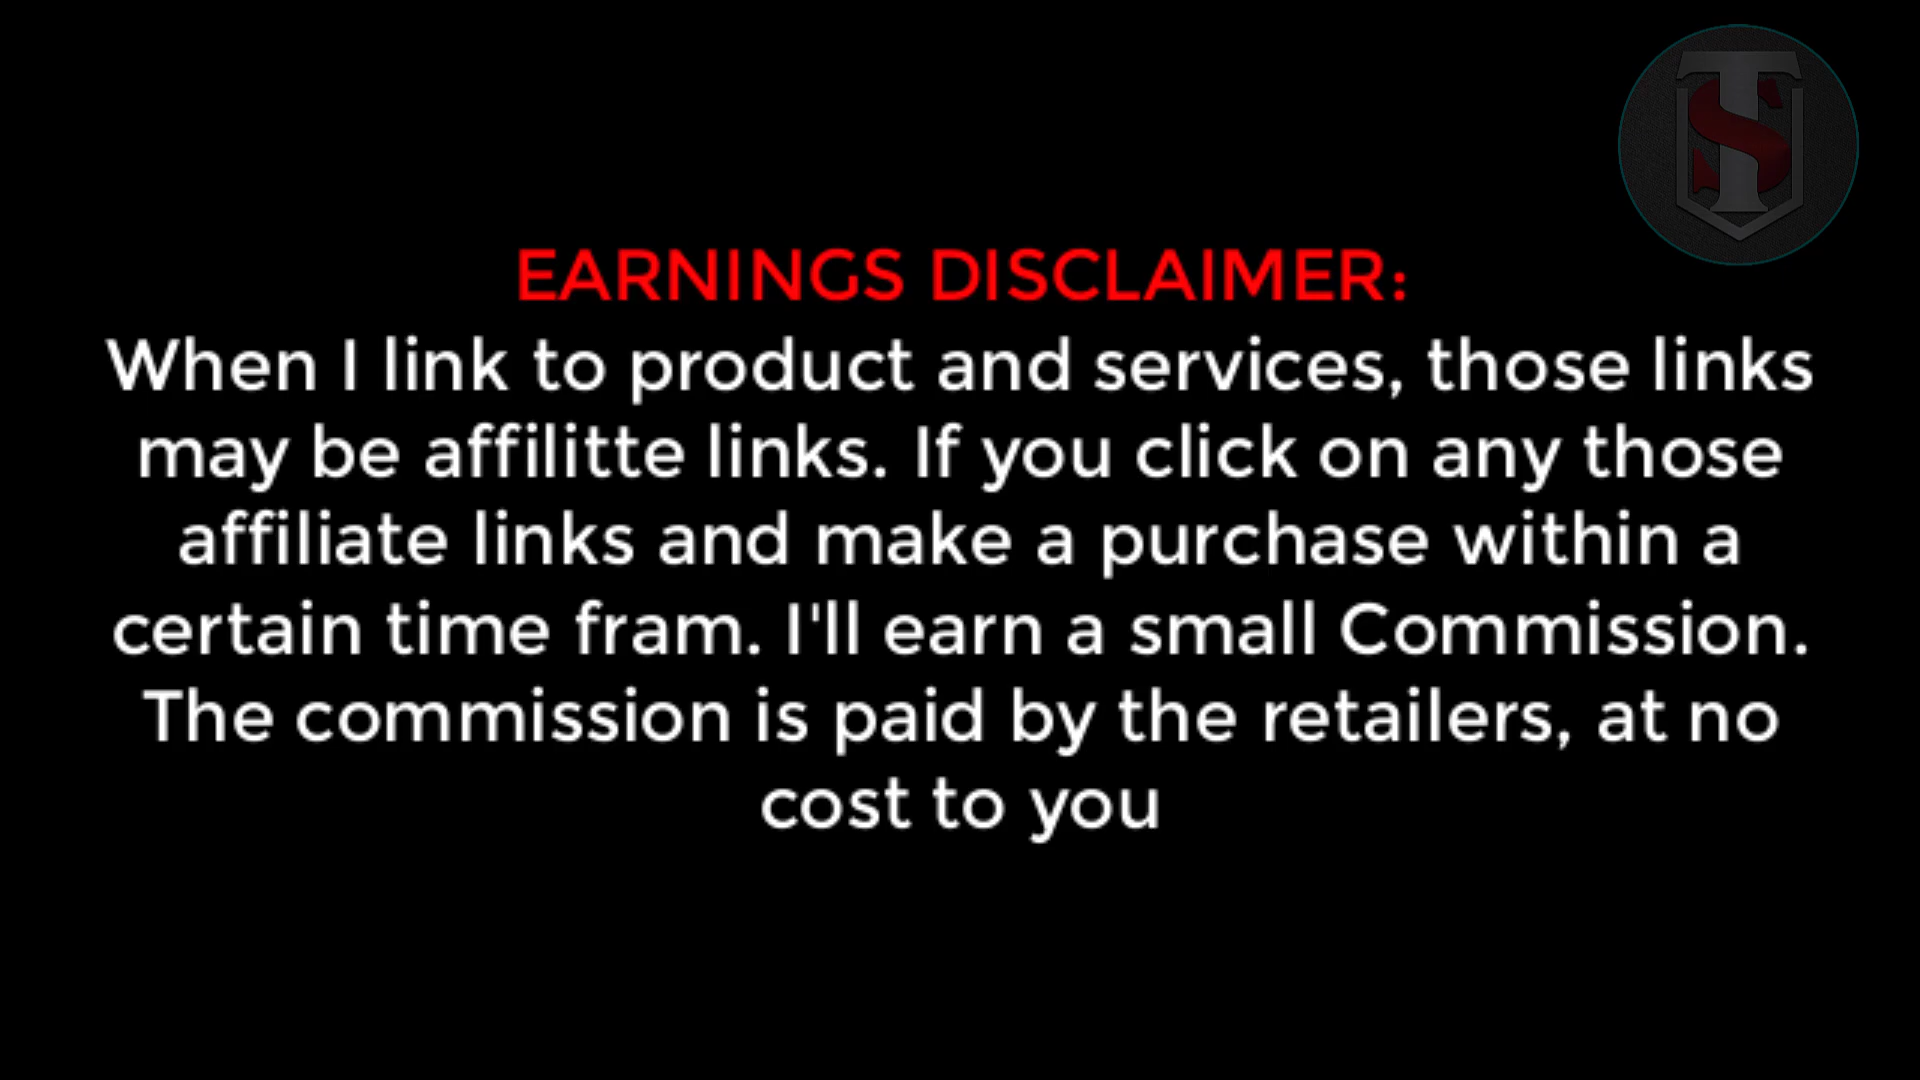 EARNINGS DISCLAIMER:
When I link to product and services, those links
may be affilitte links. If you click on any those
affiliate links and make a purchase within a
certain time fram. I'll earn a small Commission.
The commission is paid by the retailers, at no
cost to you
TS